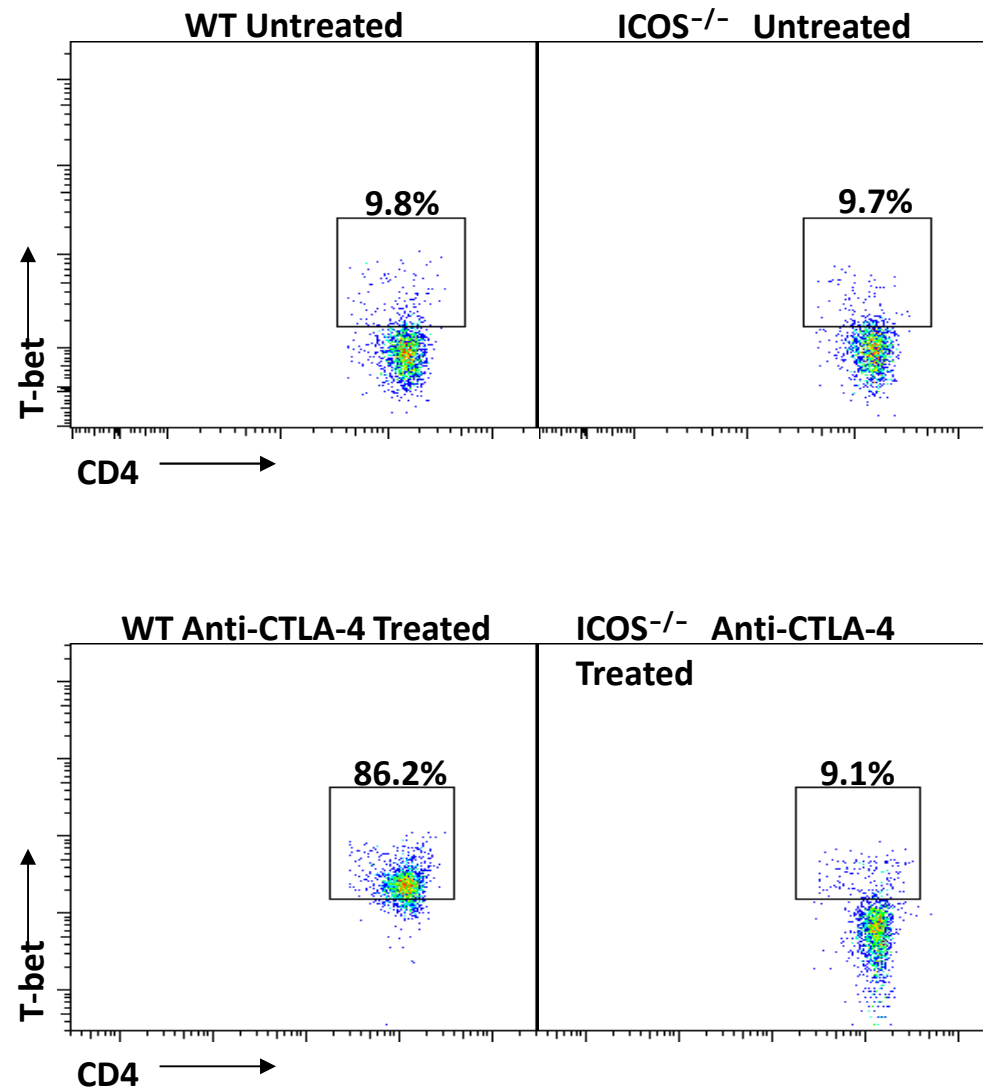 WT Untreated
ICOS−/− Untreated
9.8%
9.7%
T-bet
CD4
WT Anti-CTLA-4 Treated
ICOS−/− Anti-CTLA-4
Treated
86.2%
9.1%
T-bet
CD4